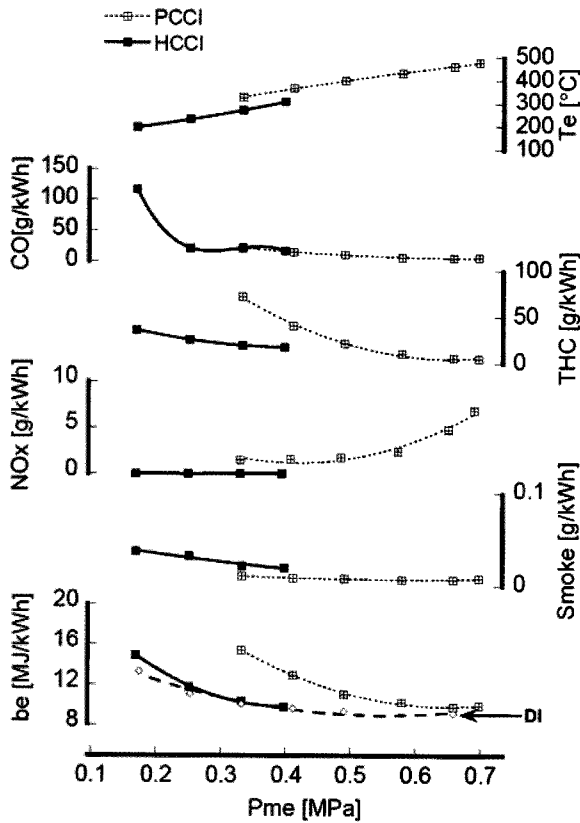 PCCI
HCCI
500
400
300
200
100
Te [°C]
150
100
50
0
CO[g/kWh]
100
50
0
THC [g/kWh]
10
5
0
NOx [g/kWh]
0.1
0
Smoke [g/kWh]
20
16
12
8
be [MJ/kWh]
DI
0.1 0.2 0.3 0.4 0.5 0.6 0.7
Pme [MPa]